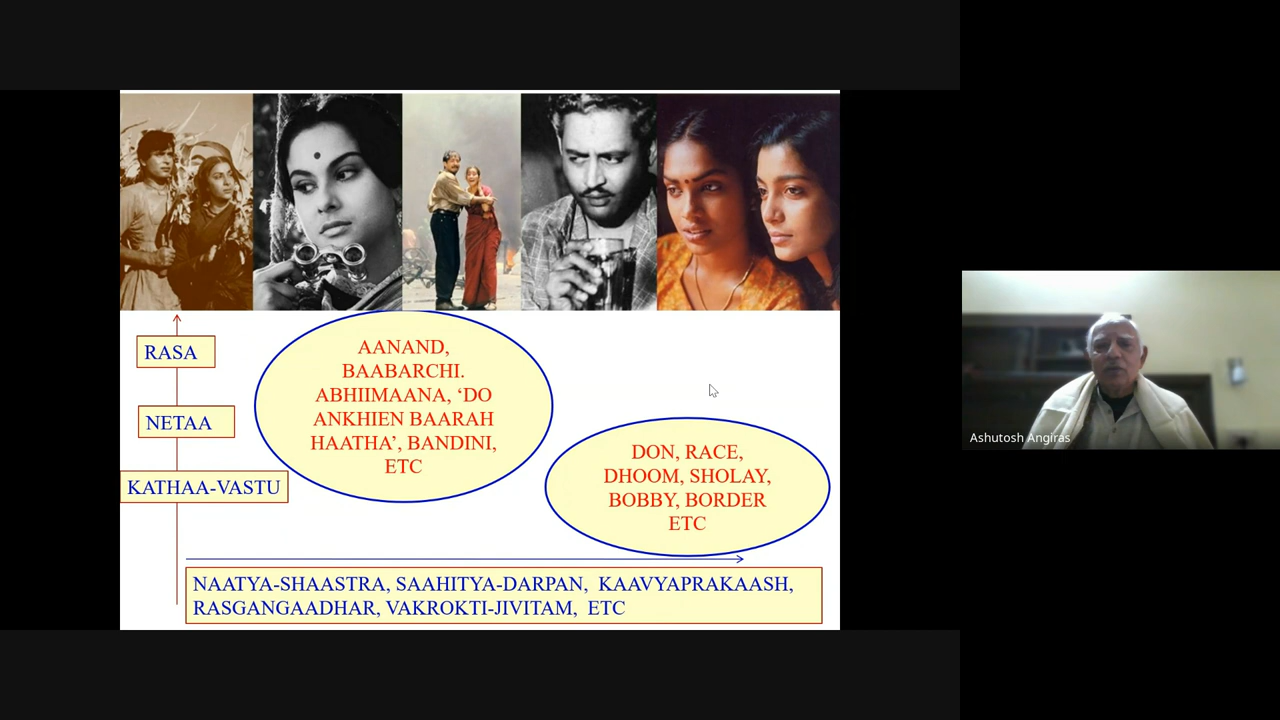 RASA
NETAA
KATHAA-VASTU
AANAND,
BAABARCHI.
ABHIIMAANA, ‘DO
ANKHIEN BAARAH
HAATHA’, BANDINI,
ETC
DON, RACE,
DHOOM, SHOLAY,
BOBBY, BORDER
ETC
NAATYA-SHAASTRA, SAAHITYA-DARPAN, KAAVYAPRAKAASH,
RASGANGAADHAR, VAKROKTI-JIVITAM, ETC
Ashutosh Angiras